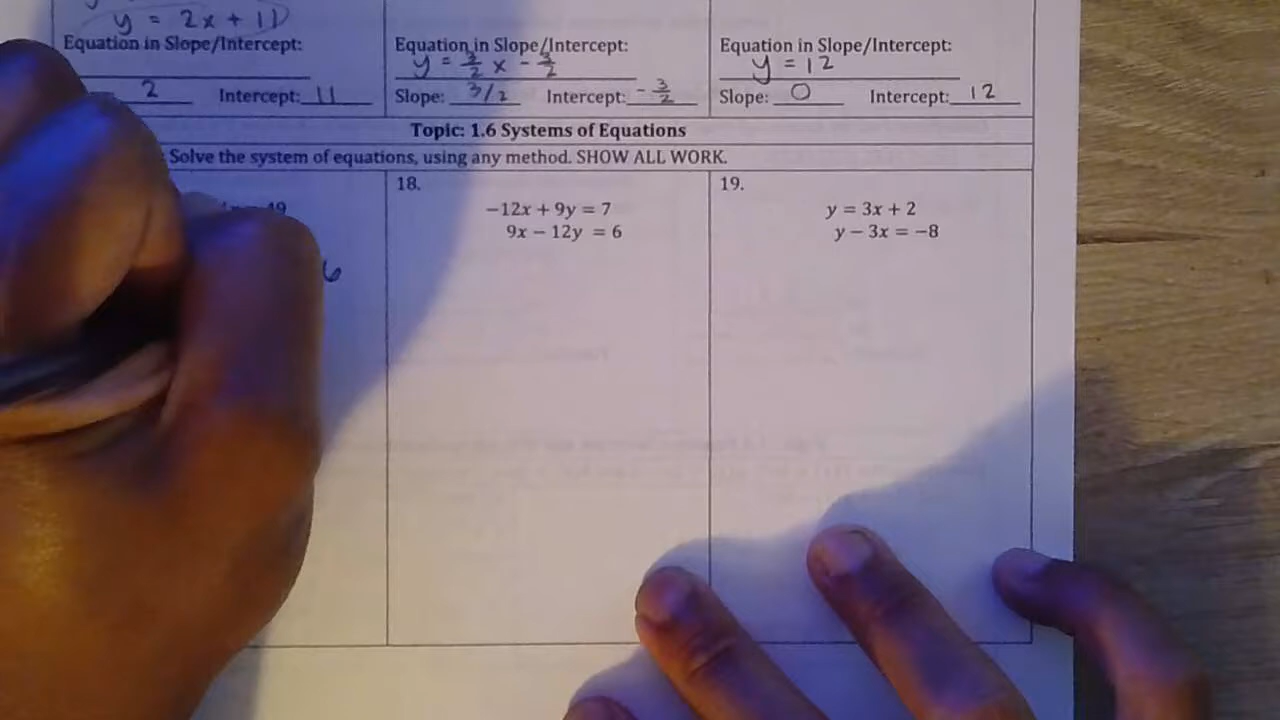 y = 2x + 11
Equation in Slope/Intercept:
2 Intercept: 11
Equation in Slope/Intercept:
y = 3/2 x - 3/2
Slope: 3/2 Intercept: - 3/2
Equation in Slope/Intercept:
y = 12
Slope: 0 Intercept: 12
Topic: 1.6 Systems of Equations
Solve the system of equations, using any method. SHOW ALL WORK.
6
18.
−12x + 9y = 7
9x − 12y = 6
19.
y = 3x + 2
y − 3x = −8